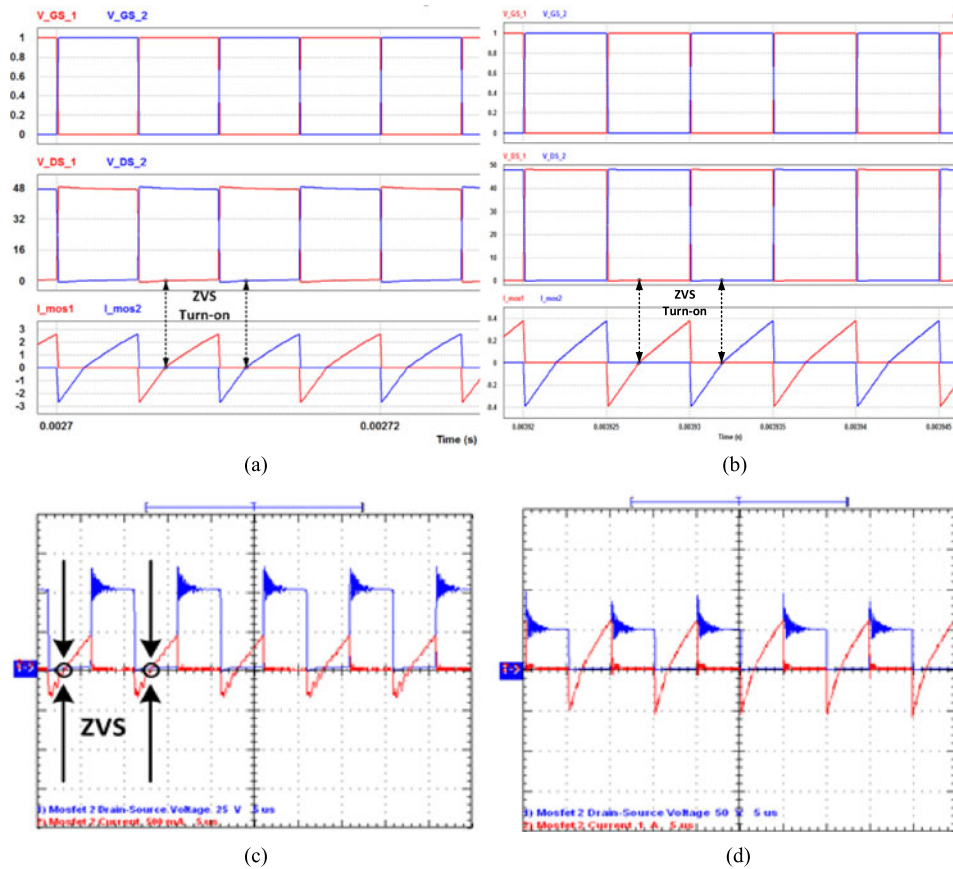 V_GS_1 V_GS_2
1
0.8
0.6
0.4
0.2
0
V_DS_1 V_DS_2
48
32
16
0
ZVS
Turn-on
I_mos1 I_mos2
3
2
1
0
-1
-2
-3
0.0027 0.00272
Time (s)
(a)
V_GS_1 V_GS_2
1
0.8
0.6
0.4
0.2
0
V_DS_1 V_DS_2
50
40
30
20
10
0
ZVS
Turn-on
I_mos1 I_mos2
0.4
0.2
0
0.2
0.4
0.00392 0.003925 0.00393 0.003935 0.00394 0.003945
Time (s)
(b)
ZVS
1) Mosfet 2 Drain-Source Voltage 25 V 5 us
2) Mosfet 2 Current 500 mA 5 us
(c)
1) Mosfet 2 Drain-Source Voltage 50 V 5 us
2) Mosfet 2 Current 1 A 5 us
(d)